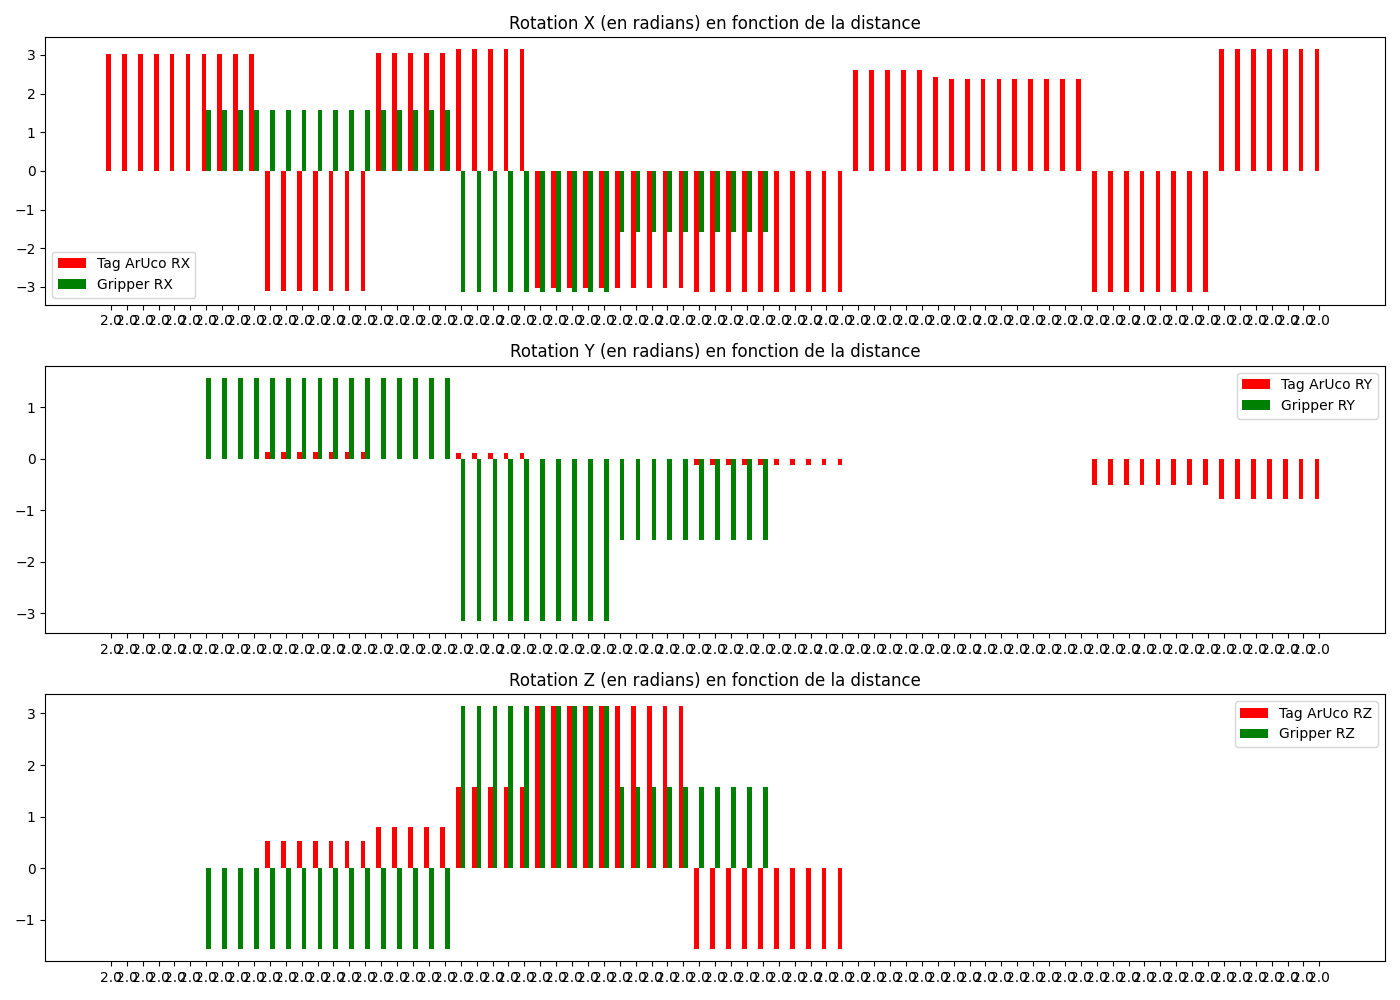 Rotation X (en radians) en fonction de la distance
3
2
1
0
−1
−2
−3
Tag ArUco RX
Gripper RX
2.0 2.0 2.0 2.0 2.0 2.0 2.0 2.0 2.0 2.0 2.0 2.0 2.0 2.0 2.0 2.0 2.0 2.0 2.0 2.0 2.0 2.0 2.0 2.0 2.0 2.0 2.0 2.0 2.0 2.0 2.0 2.0 2.0 2.0 2.0 2.0 2.0 2.0 2.0 2.0 2.0 2.0 2.0 2.0 2.0 2.0 2.0 2.0 2.0 2.0 2.0 2.0 2.0 2.0 2.0 2.0 2.0 2.0 2.0 2.0 2.0 2.0 2.0 2.0 2.0 2.0 2.0 2.0 2.0 2.0 2.0 2.0 2.0 2.0 2.0 2.0 2.0
Rotation Y (en radians) en fonction de la distance
1
0
−1
−2
−3
Tag ArUco RY
Gripper RY
2.0 2.0 2.0 2.0 2.0 2.0 2.0 2.0 2.0 2.0 2.0 2.0 2.0 2.0 2.0 2.0 2.0 2.0 2.0 2.0 2.0 2.0 2.0 2.0 2.0 2.0 2.0 2.0 2.0 2.0 2.0 2.0 2.0 2.0 2.0 2.0 2.0 2.0 2.0 2.0 2.0 2.0 2.0 2.0 2.0 2.0 2.0 2.0 2.0 2.0 2.0 2.0 2.0 2.0 2.0 2.0 2.0 2.0 2.0 2.0 2.0 2.0 2.0 2.0 2.0 2.0 2.0 2.0 2.0 2.0 2.0 2.0 2.0 2.0 2.0 2.0 2.0
Rotation Z (en radians) en fonction de la distance
3
2
1
0
−1
Tag ArUco RZ
Gripper RZ
2.0 2.0 2.0 2.0 2.0 2.0 2.0 2.0 2.0 2.0 2.0 2.0 2.0 2.0 2.0 2.0 2.0 2.0 2.0 2.0 2.0 2.0 2.0 2.0 2.0 2.0 2.0 2.0 2.0 2.0 2.0 2.0 2.0 2.0 2.0 2.0 2.0 2.0 2.0 2.0 2.0 2.0 2.0 2.0 2.0 2.0 2.0 2.0 2.0 2.0 2.0 2.0 2.0 2.0 2.0 2.0 2.0 2.0 2.0 2.0 2.0 2.0 2.0 2.0 2.0 2.0 2.0 2.0 2.0 2.0 2.0 2.0 2.0 2.0 2.0 2.0 2.0